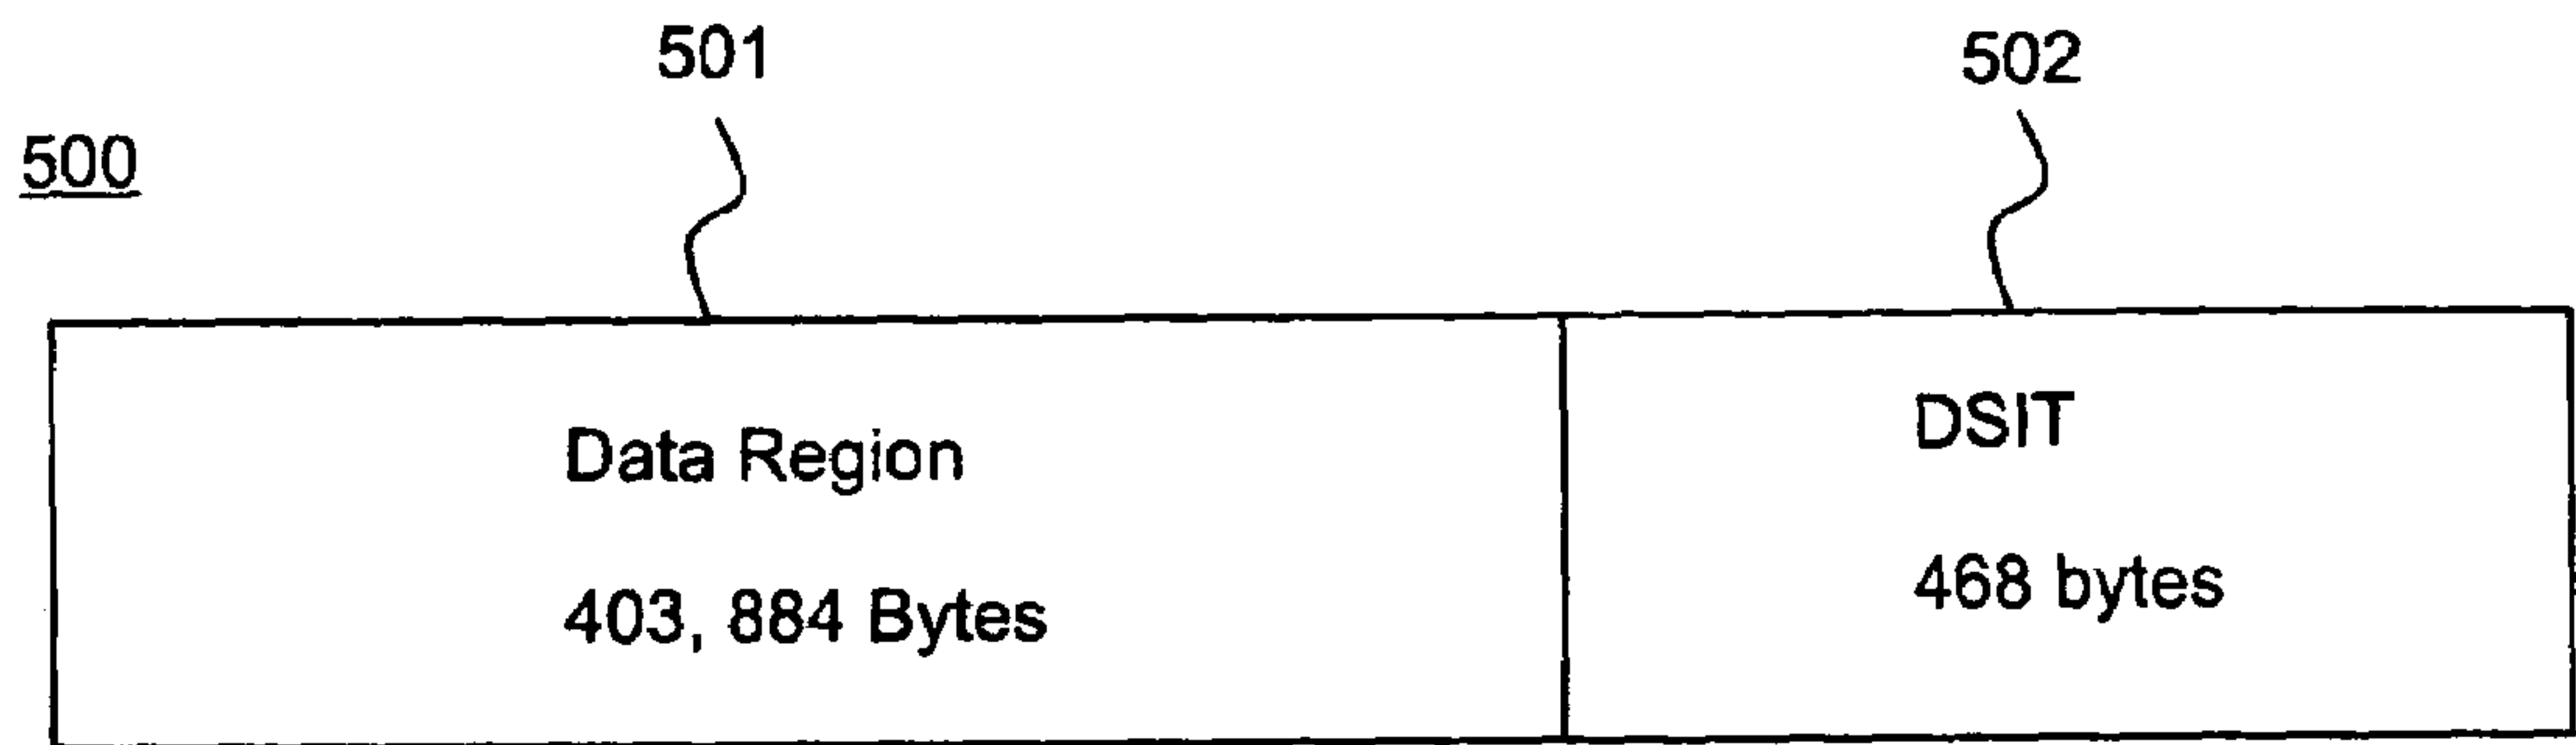 501
502
500
Data Region
403, 884 Bytes
DSIT
468 bytes